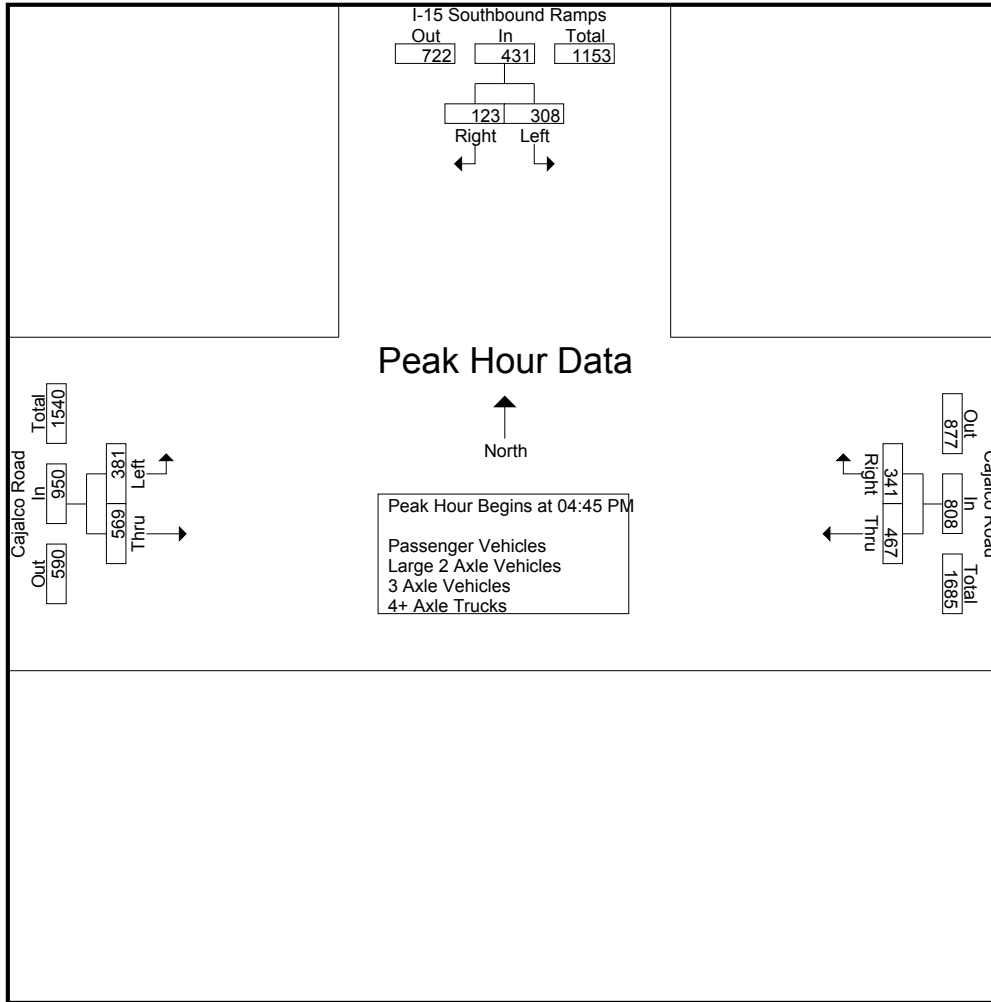 I-15 Southbound Ramps
Out In Total
722 431 1153
123 308
Right Left
Peak Hour Data
North
Cajalco Road
Total In Out
1540 950 590
381 569
Left Thru
Peak Hour Begins at 04:45 PM
Passenger Vehicles
Large 2 Axle Vehicles
3 Axle Vehicles
4+ Axle Trucks
Cajalco Road
Out In Total
877 808 1685
341 467
Right Thru